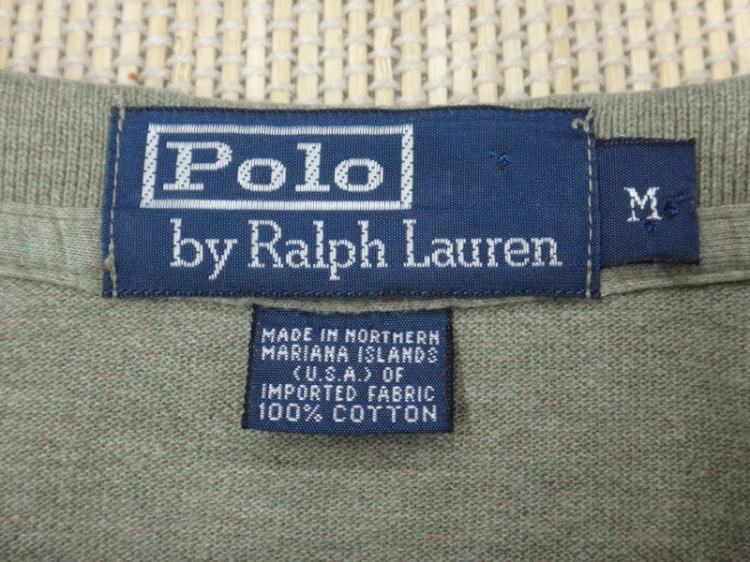 Polo
by Ralph Lauren
M
MADE IN NORTHERN
MARIANA ISLANDS
(U.S.A.) OF
IMPORTED FABRIC
100% COTTON